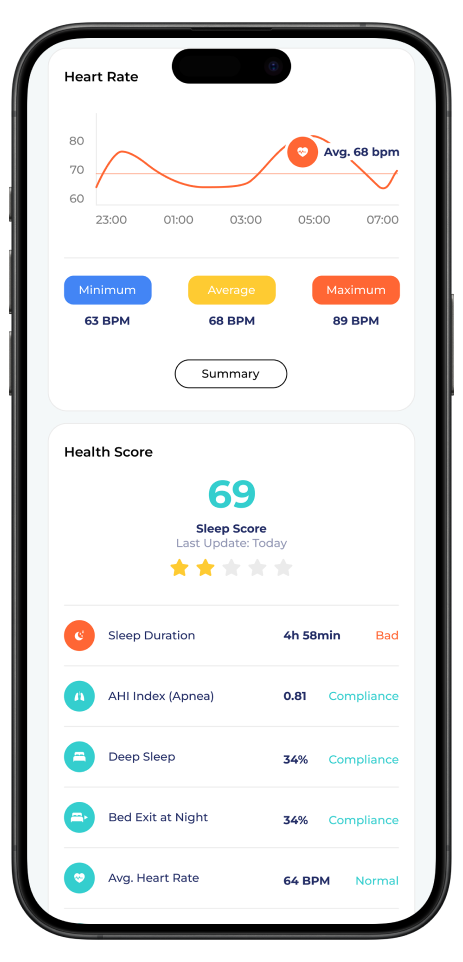 Heart Rate
80
Avg. 68 bpm
70
60
23:00 01:00 03:00 05:00 07:00
Minimum Average Maximum
63 BPM 68 BPM 89 BPM
Summary
Health Score
69
Sleep Score
Last Update: Today
Sleep Duration 4h 58min Bad
AHI Index (Apnea) 0.81 Compliance
Deep Sleep 34% Compliance
Bed Exit at Night 34% Compliance
Avg. Heart Rate 64 BPM Normal